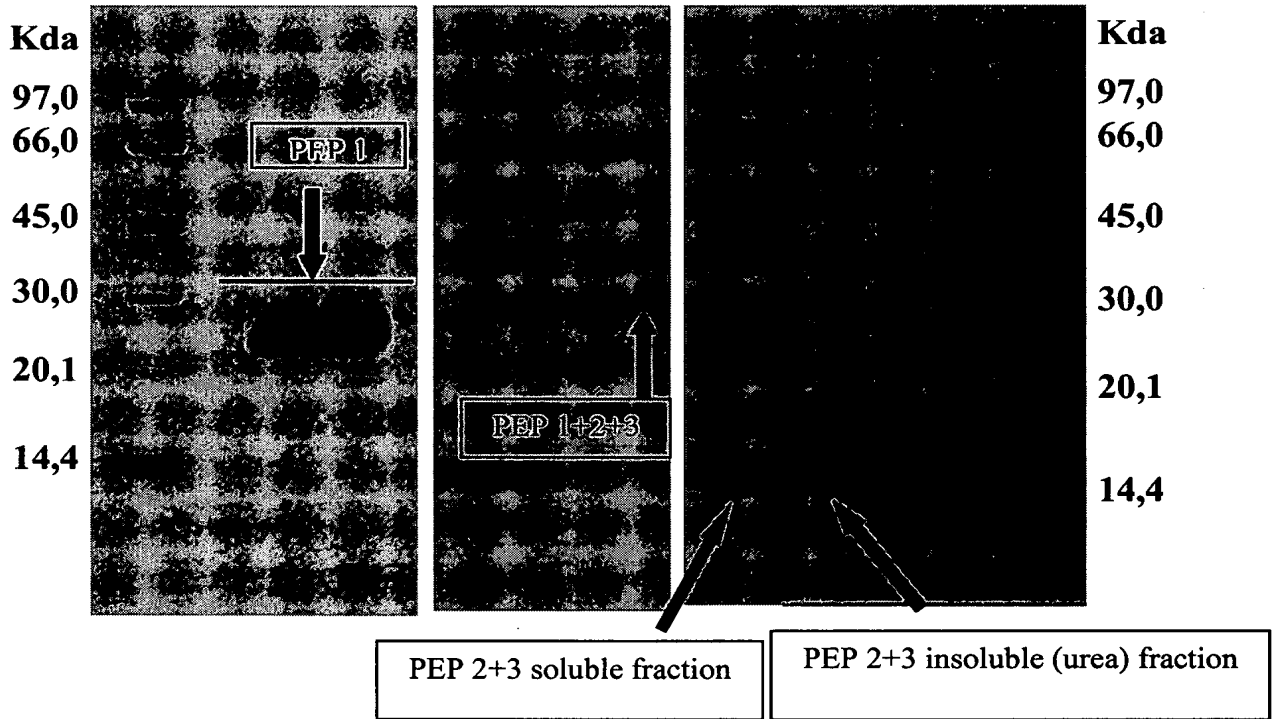 Kda
97,0
66,0
45,0
30,0
20,1
14,4
PEP 1
PEP 1+2+3
Kda
97,0
66,0
45,0
30,0
20,1
14,4
PEP 2+3 soluble fraction
PEP 2+3 insoluble (urea) fraction